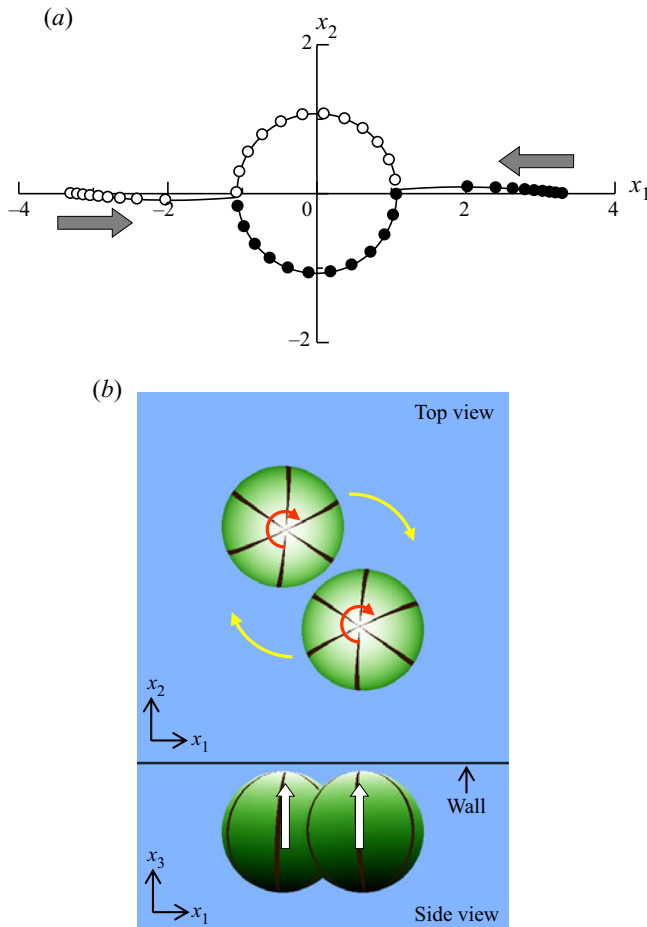 (a)
x2
2
x1
–4
–2
0
2
4
–2
(b)
Top view
x2
x1
Wall
x3
x1
Side view